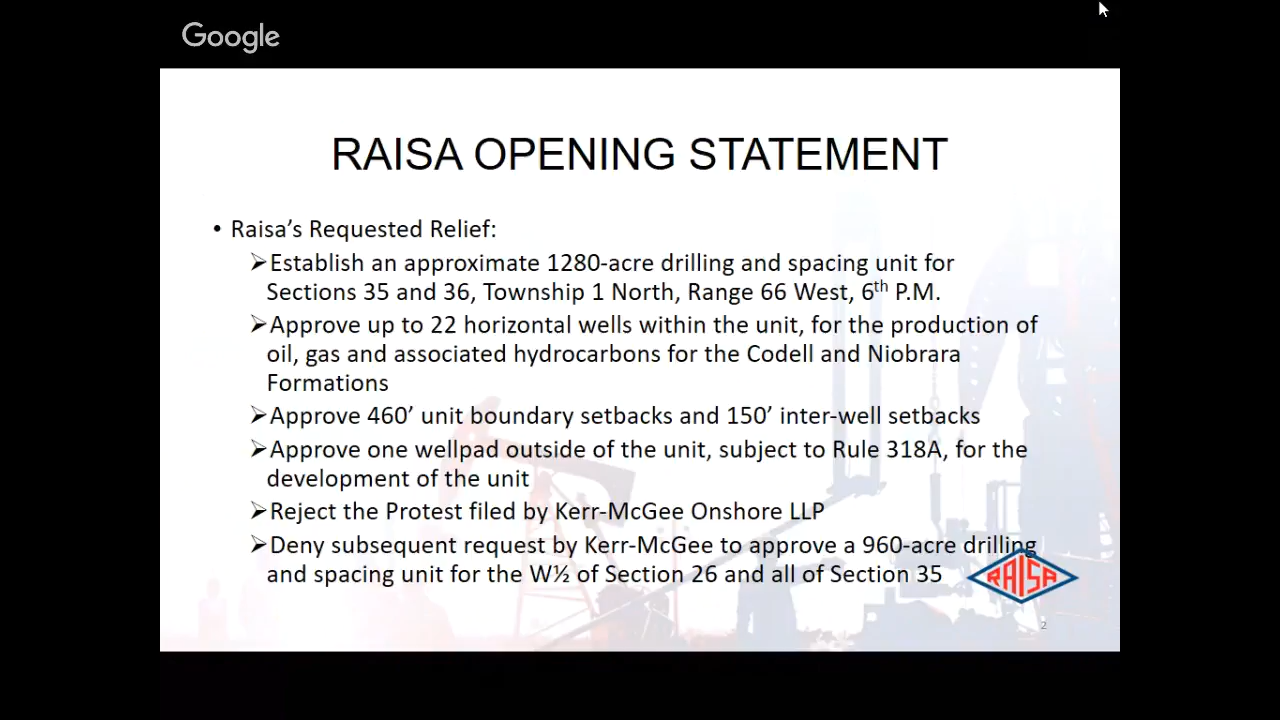 Google
RAISA OPENING STATEMENT
• Raisa’s Requested Relief:
➢Establish an approximate 1280-acre drilling and spacing unit for
Sections 35 and 36, Township 1 North, Range 66 West, 6th P.M.
➢Approve up to 22 horizontal wells within the unit, for the production of
oil, gas and associated hydrocarbons for the Codell and Niobrara
Formations
➢Approve 460’ unit boundary setbacks and 150’ inter-well setbacks
➢Approve one wellpad outside of the unit, subject to Rule 318A, for the
development of the unit
➢Reject the Protest filed by Kerr-McGee Onshore LLP
➢Deny subsequent request by Kerr-McGee to approve a 960-acre drilling
and spacing unit for the W½ of Section 26 and all of Section 35
RAISA
2